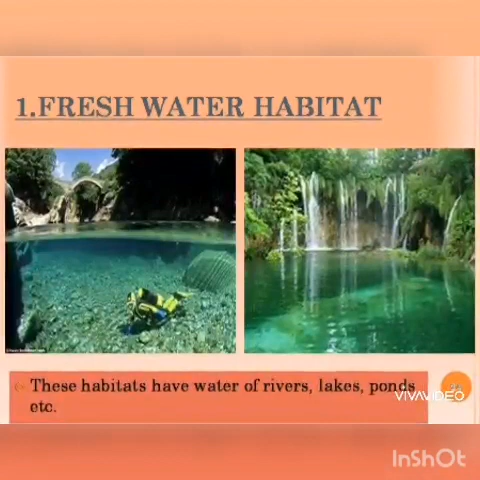 1.FRESH WATER HABITAT
These habitats have water of rivers, lakes, ponds
etc.
VIVAVIDEO
InShOt